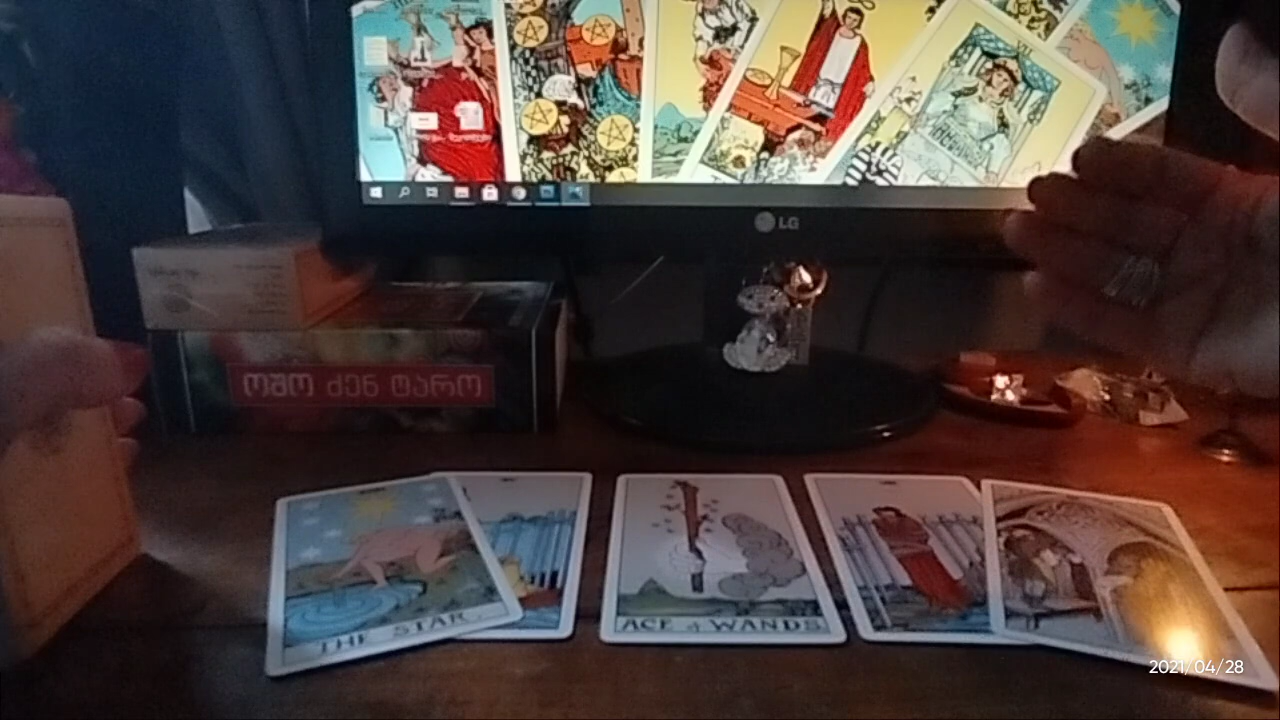 LG
ოშო ძენ ტარო
THE STAR
ACE of WANDS
2021/04/28